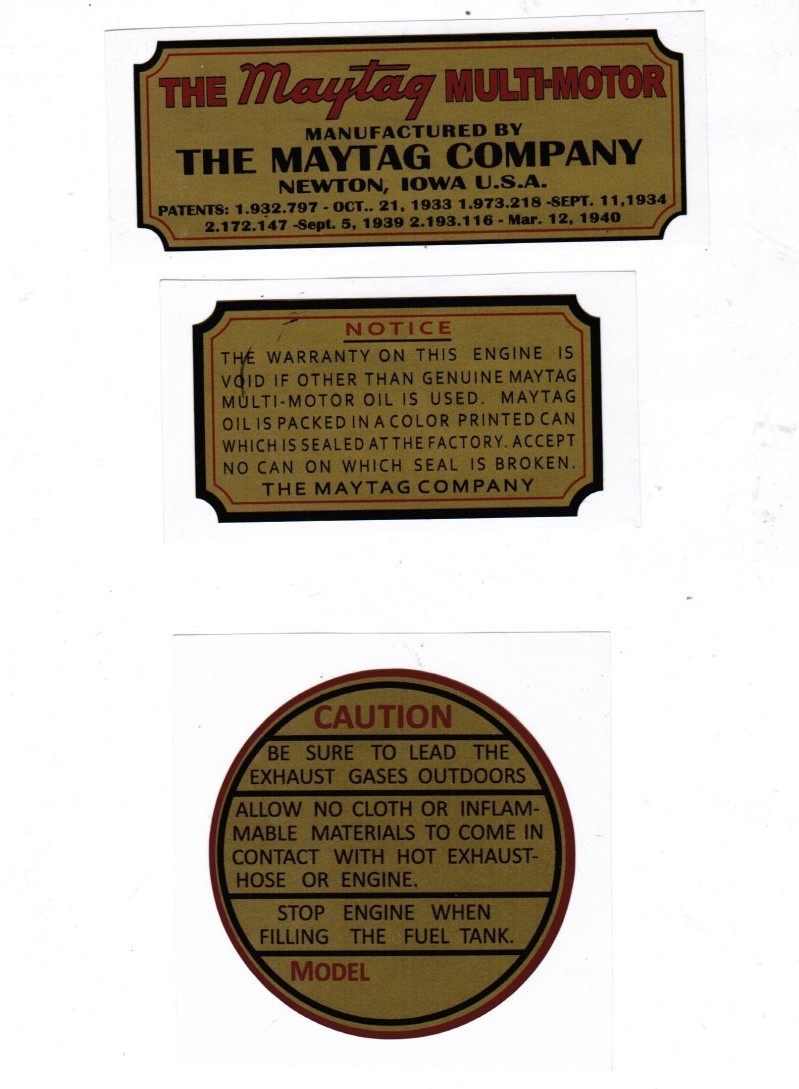 THE Maytag MULTI-MOTOR
MANUFACTURED BY
THE MAYTAG COMPANY
NEWTON, IOWA U.S.A.
PATENTS: 1.932.797 - OCT.. 21, 1933 1.973.218 -SEPT. 11,1934
2.172.147 -Sept. 5, 1939 2.193.116 - Mar. 12, 1940
NOTICE
THE WARRANTY ON THIS ENGINE IS
VOID IF OTHER THAN GENUINE MAYTAG
MULTI-MOTOR OIL IS USED. MAYTAG
OIL IS PACKED IN A COLOR PRINTED CAN
WHICH IS SEALED AT THE FACTORY. ACCEPT
NO CAN ON WHICH SEAL IS BROKEN.
THE MAYTAG COMPANY
CAUTION
BE SURE TO LEAD THE
EXHAUST GASES OUTDOORS
ALLOW NO CLOTH OR INFLAM-
MABLE MATERIALS TO COME IN
CONTACT WITH HOT EXHAUST-
HOSE OR ENGINE.
STOP ENGINE WHEN
FILLING THE FUEL TANK.
MODEL